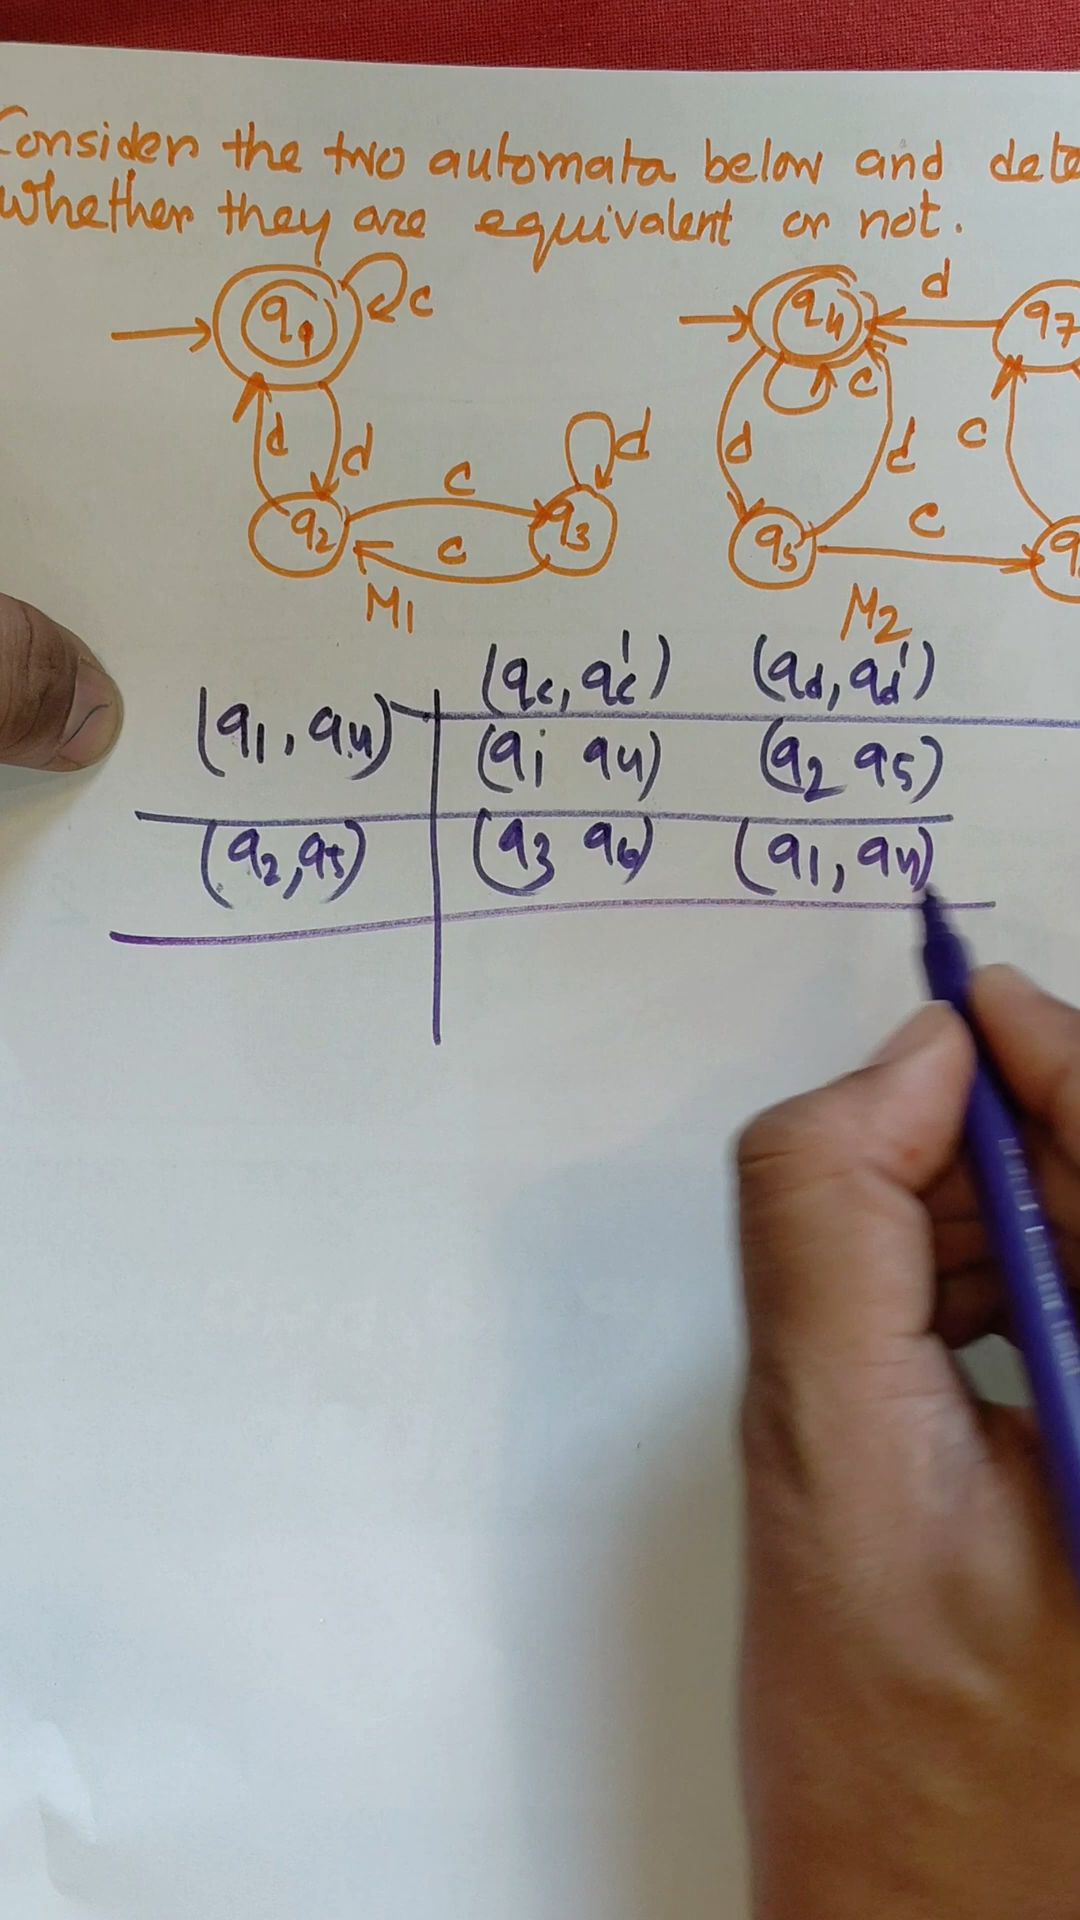 Consider the two automata below and dete
whether they are equivalent or not.
q1 c q4 d q7
d d c d d c
c d
q2 q3 q5 c q
c
M1 M2
(qc, qc') (qd, qd')
(q1, q4) (q1 q4) (q2 q5)
(q2, q5) (q3 q6) (q1, q4)